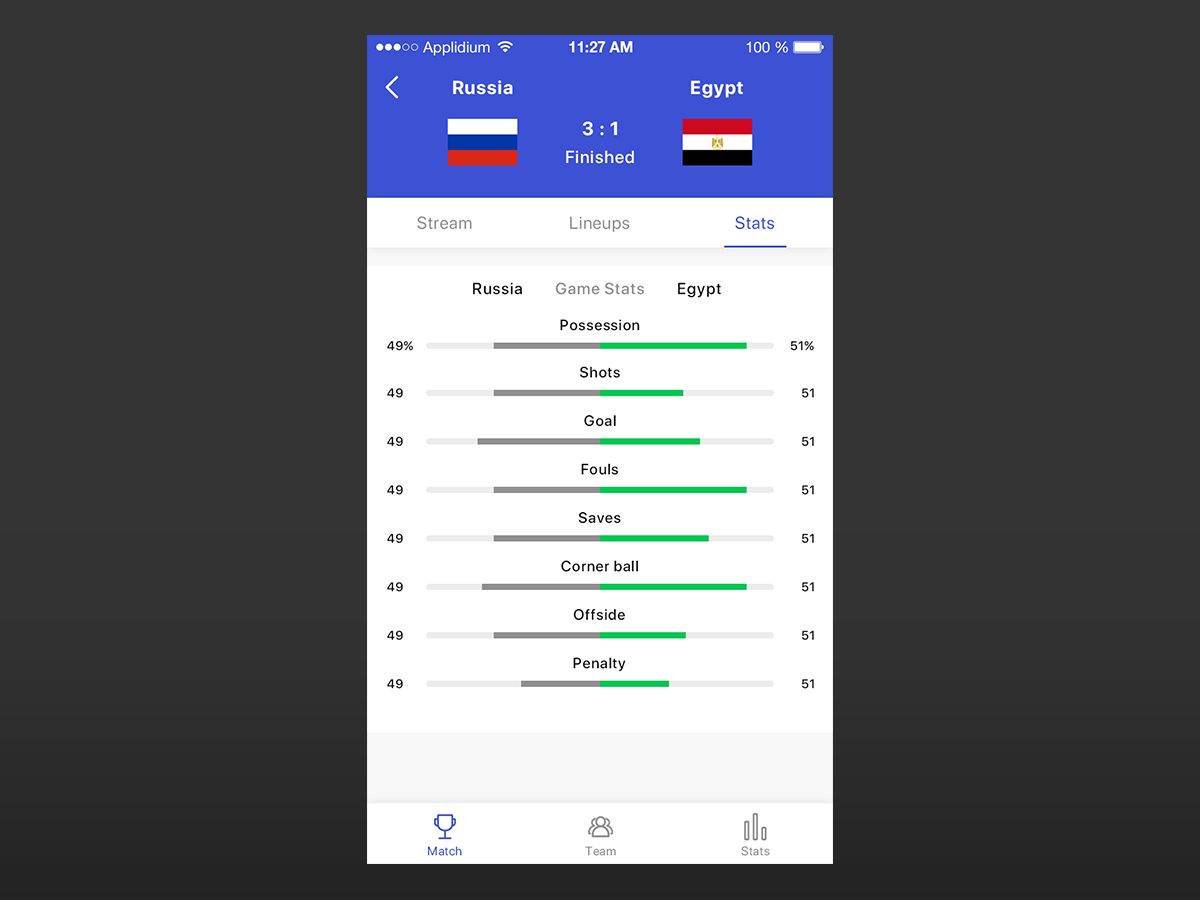 Applidium 11:27 AM 100 %
Russia Egypt
3 : 1
Finished
Stream Lineups Stats
Russia Game Stats Egypt
Possession
49% 51%
Shots
49 51
Goal
49 51
Fouls
49 51
Saves
49 51
Corner ball
49 51
Offside
49 51
Penalty
49 51
Match Team Stats